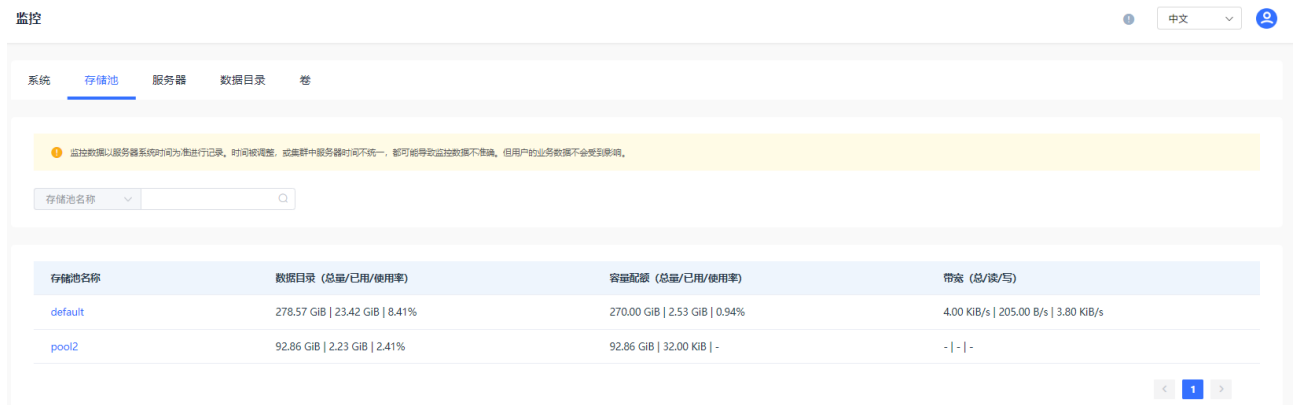 监控
中文
系统 存储池 服务器 数据目录 卷
监控数据以服务器系统时间为准进行记录。时间被调整，或集群中服务器时间不统一，都可能导致监控数据不准确。但用户的业务数据不会受到影响。
存储池名称
存储池名称 数据目录（总量/已用/使用率） 容量配额（总量/已用/使用率） 带宽（总/读/写）
default 278.57 GiB | 23.42 GiB | 8.41% 270.00 GiB | 2.53 GiB | 0.94% 4.00 KiB/s | 205.00 B/s | 3.80 KiB/s
pool2 92.86 GiB | 2.23 GiB | 2.41% 92.86 GiB | 32.00 KiB | - - | - | -
1